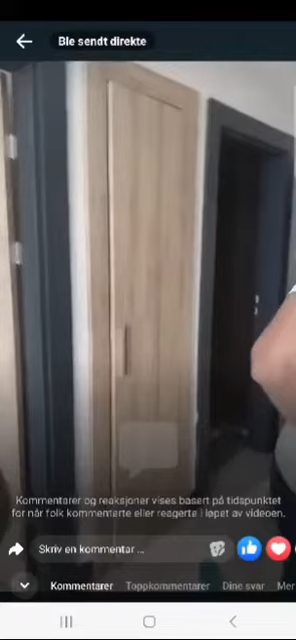 Ble sendt direkte
Kommentarer og reaksjoner vises basert på tidspunktet
for når folk kommenterte eller reagerte i løpet av videoen.
Skriv en kommentar ...
Kommentarer Toppkommentarer Dine svar Mer